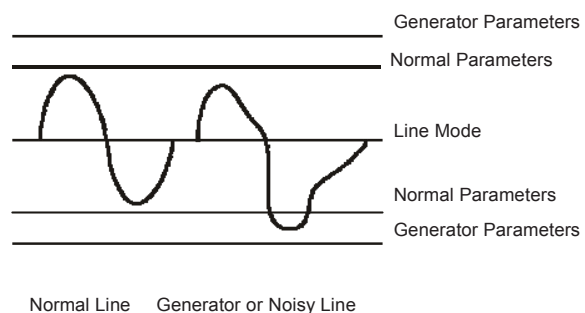 Generator Parameters
Normal Parameters
Line Mode
Normal Parameters
Generator Parameters
Normal Line Generator or Noisy Line